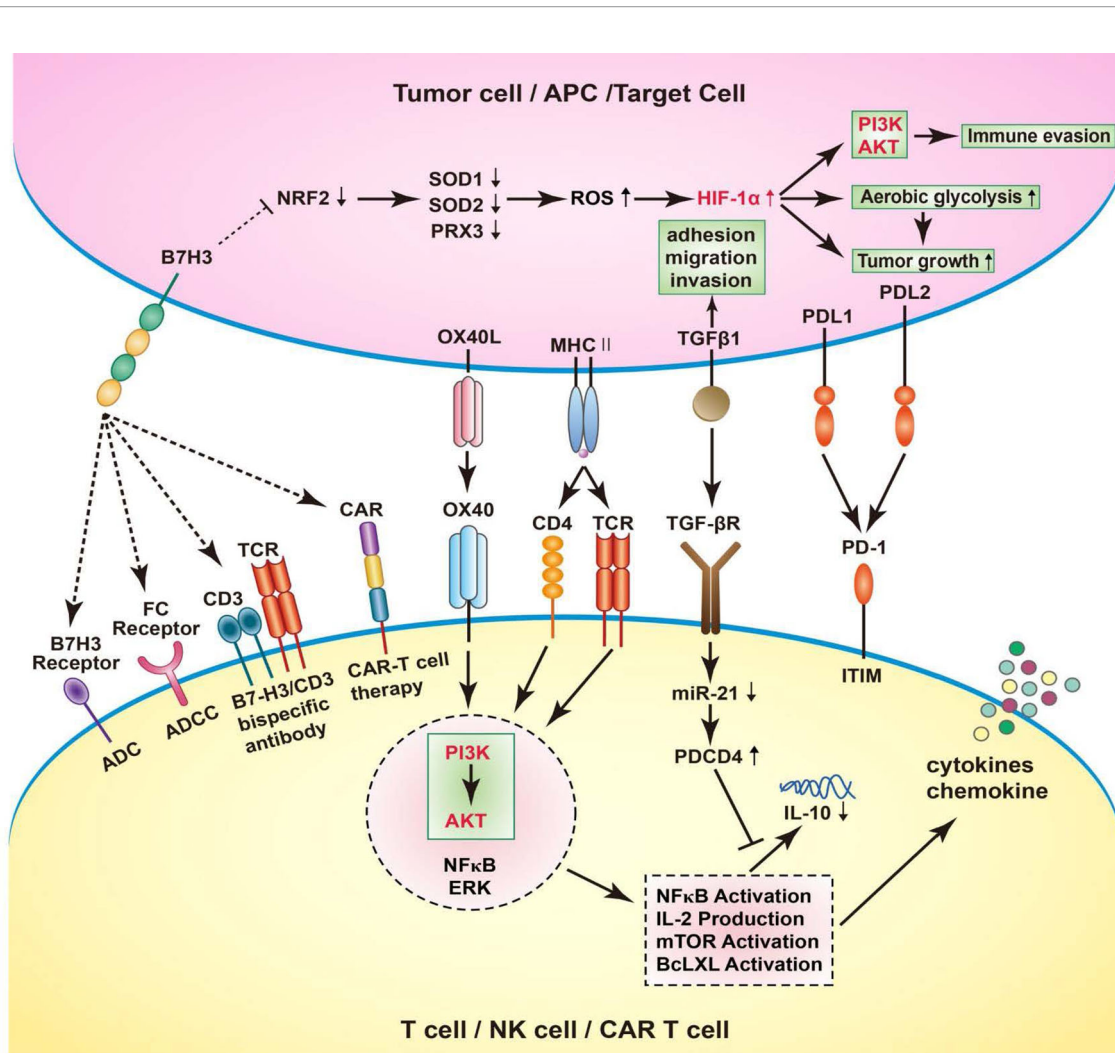 Tumor cell / APC /Target Cell
PI3K
AKT
Immune evasion
NRF2 ↓
SOD1 ↓
SOD2 ↓
PRX3 ↓
ROS ↑
HIF-1α ↑
Aerobic glycolysis ↑
Tumor growth ↑
B7H3
adhesion
migration
invasion
OX40L
MHC II
TGFβ1
PDL1
PDL2
CAR
OX40
CD4
TCR
TGF-βR
PD-1
TCR
CD3
FC
Receptor
B7H3
Receptor
ADC
ADCC
B7-H3/CD3
bispecific
antibody
CAR-T cell
therapy
miR-21 ↓
ITIM
PDCD4 ↑
PI3K
AKT
NFκB
ERK
IL-10 ↓
cytokines
chemokine
NFκB Activation
IL-2 Production
mTOR Activation
BcLXL Activation
T cell / NK cell / CAR T cell